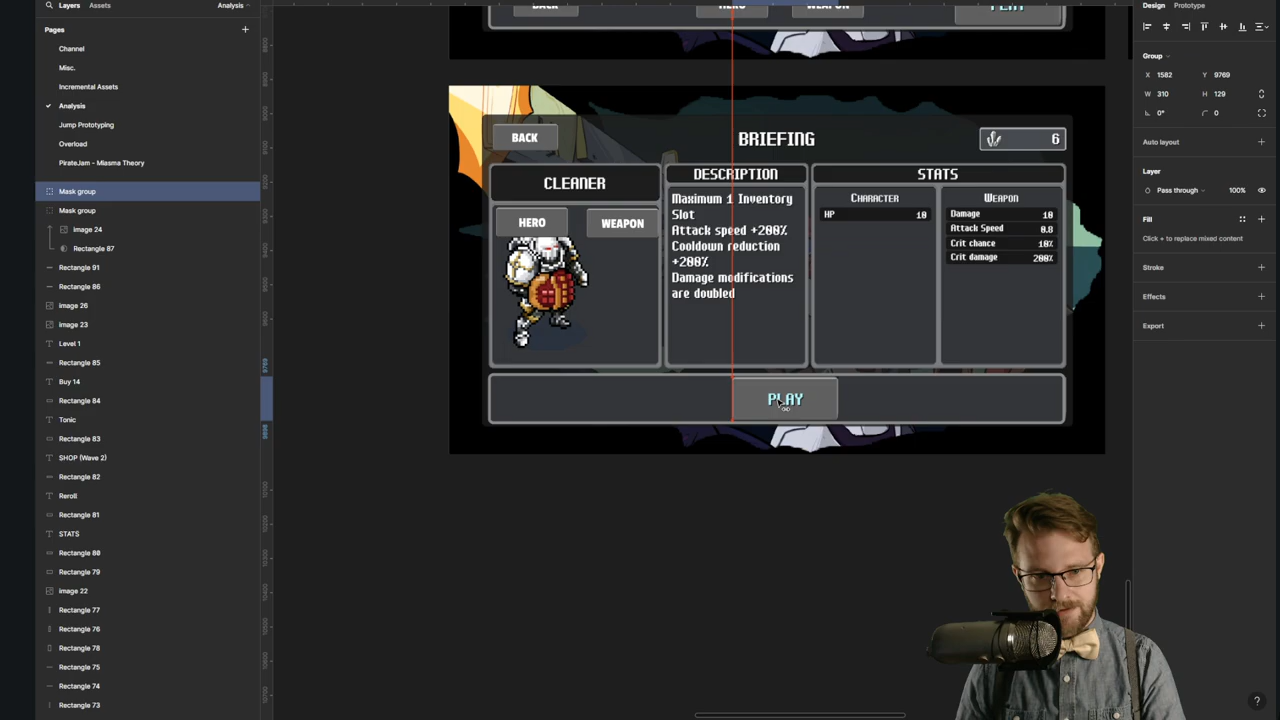 Layers
Assets
Analysis
Pages
Channel
Misc.
Incremental Assets
Analysis
Jump Prototyping
Overload
PirateJam - Miasma Theory
Mask group
Mask group
Image 24
Rectangle 87
Rectangle 91
Rectangle 86
image 26
image 23
Level 1
Rectangle 85
Buy 14
Rectangle 84
Tonic
Rectangle 83
SHOP (Wave 2)
Rectangle 82
Reroll
Rectangle 81
STATS
Rectangle 80
Rectangle 79
image 22
Rectangle 77
Rectangle 76
Rectangle 78
Rectangle 75
Rectangle 74
Rectangle 73
BACK
BRIEFING
6
CLEANER
HERO
WEAPON
DESCRIPTION
Maximum 1 Inventory
Slot
Attack speed +200%
Cooldown reduction
+200%
Damage modifications
are doubled
STATS
CHARACTER
HP 10
WEAPON
Damage 10
Attack Speed 0.8
Crit chance 10%
Crit damage 200%
PLAY
Design
Prototype
Group
X 1582
Y 9769
W 310
H 129
0°
0
Auto layout
Layer
Pass through
100%
Fill
Click + to replace mixed content
Stroke
Effects
Export
?